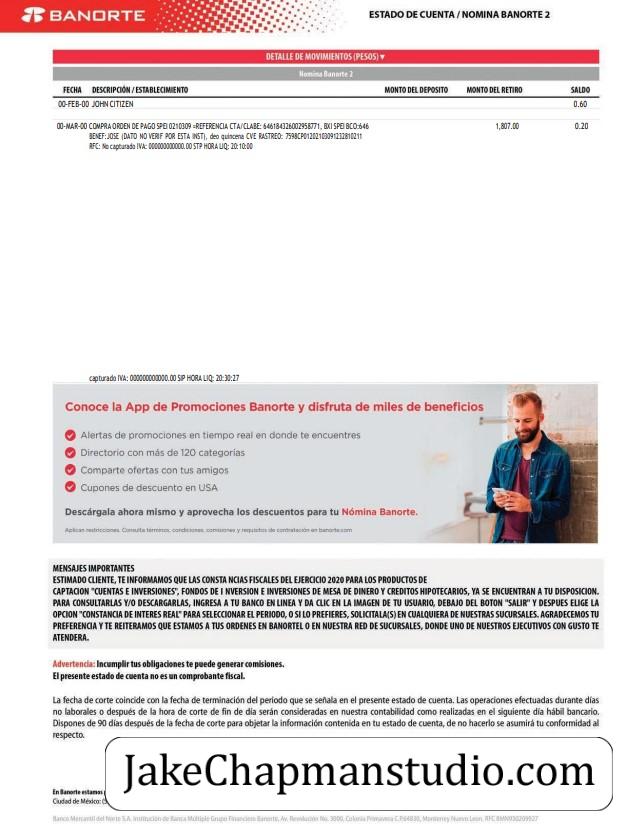 BANORTE
ESTADO DE CUENTA / NOMINA BANORTE 2
DETALLE DE MOVIMIENTOS (PESOS) ▼
Nomina Banorte 2
FECHA DESCRIPCIÓN / ESTABLECIMIENTO MONTO DEL DEPOSITO MONTO DEL RETIRO SALDO
00-FEB-00 JOHN CITIZEN 0.60
00-MAR-00 COMPRA ORDEN DE PAGO SPEI 0210309 =REFERENCIA CTA/CLABE: 646184326002958771, BXI SPEI BCO:646 1,807.00 0.20
BENEF:JOSE (DATO NO VERIF POR ESTA INST), deo quincena CVE RASTREO: 7598CP01202103091232810211
RFC: No capturado IVA: 000000000000.00 STP HORA LIQ: 20:10:00
capturado IVA: 000000000000.00 SIP HORA LIQ: 20:30:27
Conoce la App de Promociones Banorte y disfruta de miles de beneficios
Alertas de promociones en tiempo real en donde te encuentres
Directorio con más de 120 categorías
Comparte ofertas con tus amigos
Cupones de descuento en USA
Descárgala ahora mismo y aprovecha los descuentos para tu Nómina Banorte.
Aplican restricciones. Consulta términos, condiciones, comisiones y requisitos de contratación en banorte.com
MENSAJES IMPORTANTES
ESTIMADO CLIENTE, TE INFORMAMOS QUE LAS CONSTA NCIAS FISCALES DEL EJERCICIO 2020 PARA LOS PRODUCTOS DE
CAPTACION "CUENTAS E INVERSIONES", FONDOS DE I NVERSION E INVERSIONES DE MESA DE DINERO Y CREDITOS HIPOTECARIOS, YA SE ENCUENTRAN A TU DISPOSICION.
PARA CONSULTARLAS Y/O DESCARGARLAS, INGRESA A TU BANCO EN LINEA Y DA CLIC EN LA IMAGEN DE TU USUARIO, DEBAJO DEL BOTON "SALIR" Y DESPUES ELIGE LA
OPCION "CONSTANCIA DE INTERES REAL" PARA SELECCIONAR EL PERIODO, O SI LO PREFIERES, SOLICITALA(S) EN CUALQUIERA DE NUESTRAS SUCURSALES. AGRADECEMOS TU
PREFERENCIA Y TE REITERAMOS QUE ESTAMOS A TUS ORDENES EN BANORTEL O EN NUESTRA RED DE SUCURSALES, DONDE UNO DE NUESTROS EJECUTIVOS CON GUSTO TE
ATENDERA.
Advertencia: Incumplir tus obligaciones te puede generar comisiones.
El presente estado de cuenta no es un comprobante fiscal.
La fecha de corte coincide con la fecha de terminación del periodo que se señala en el presente estado de cuenta. Las operaciones efectuadas durante días
no laborales o después de la hora de corte de fin de día serán consideradas en nuestra contabilidad como realizadas en el siguiente día hábil bancario.
Dispones de 90 días después de la fecha de corte para objetar la información contenida en tu estado de cuenta, de no hacerlo se asumirá tu conformidad al
respecto.
JakeChapmanstudio.com
En Banorte estamos
Ciudad de México:
Banco Mercantil del Norte S.A. Institución de Banca Múltiple Grupo Financiero Banorte, Av. Revolución No. 3000, Colonia Primavera C.P.64830, Monterrey Nuevo Leon. RFC BMN930209927